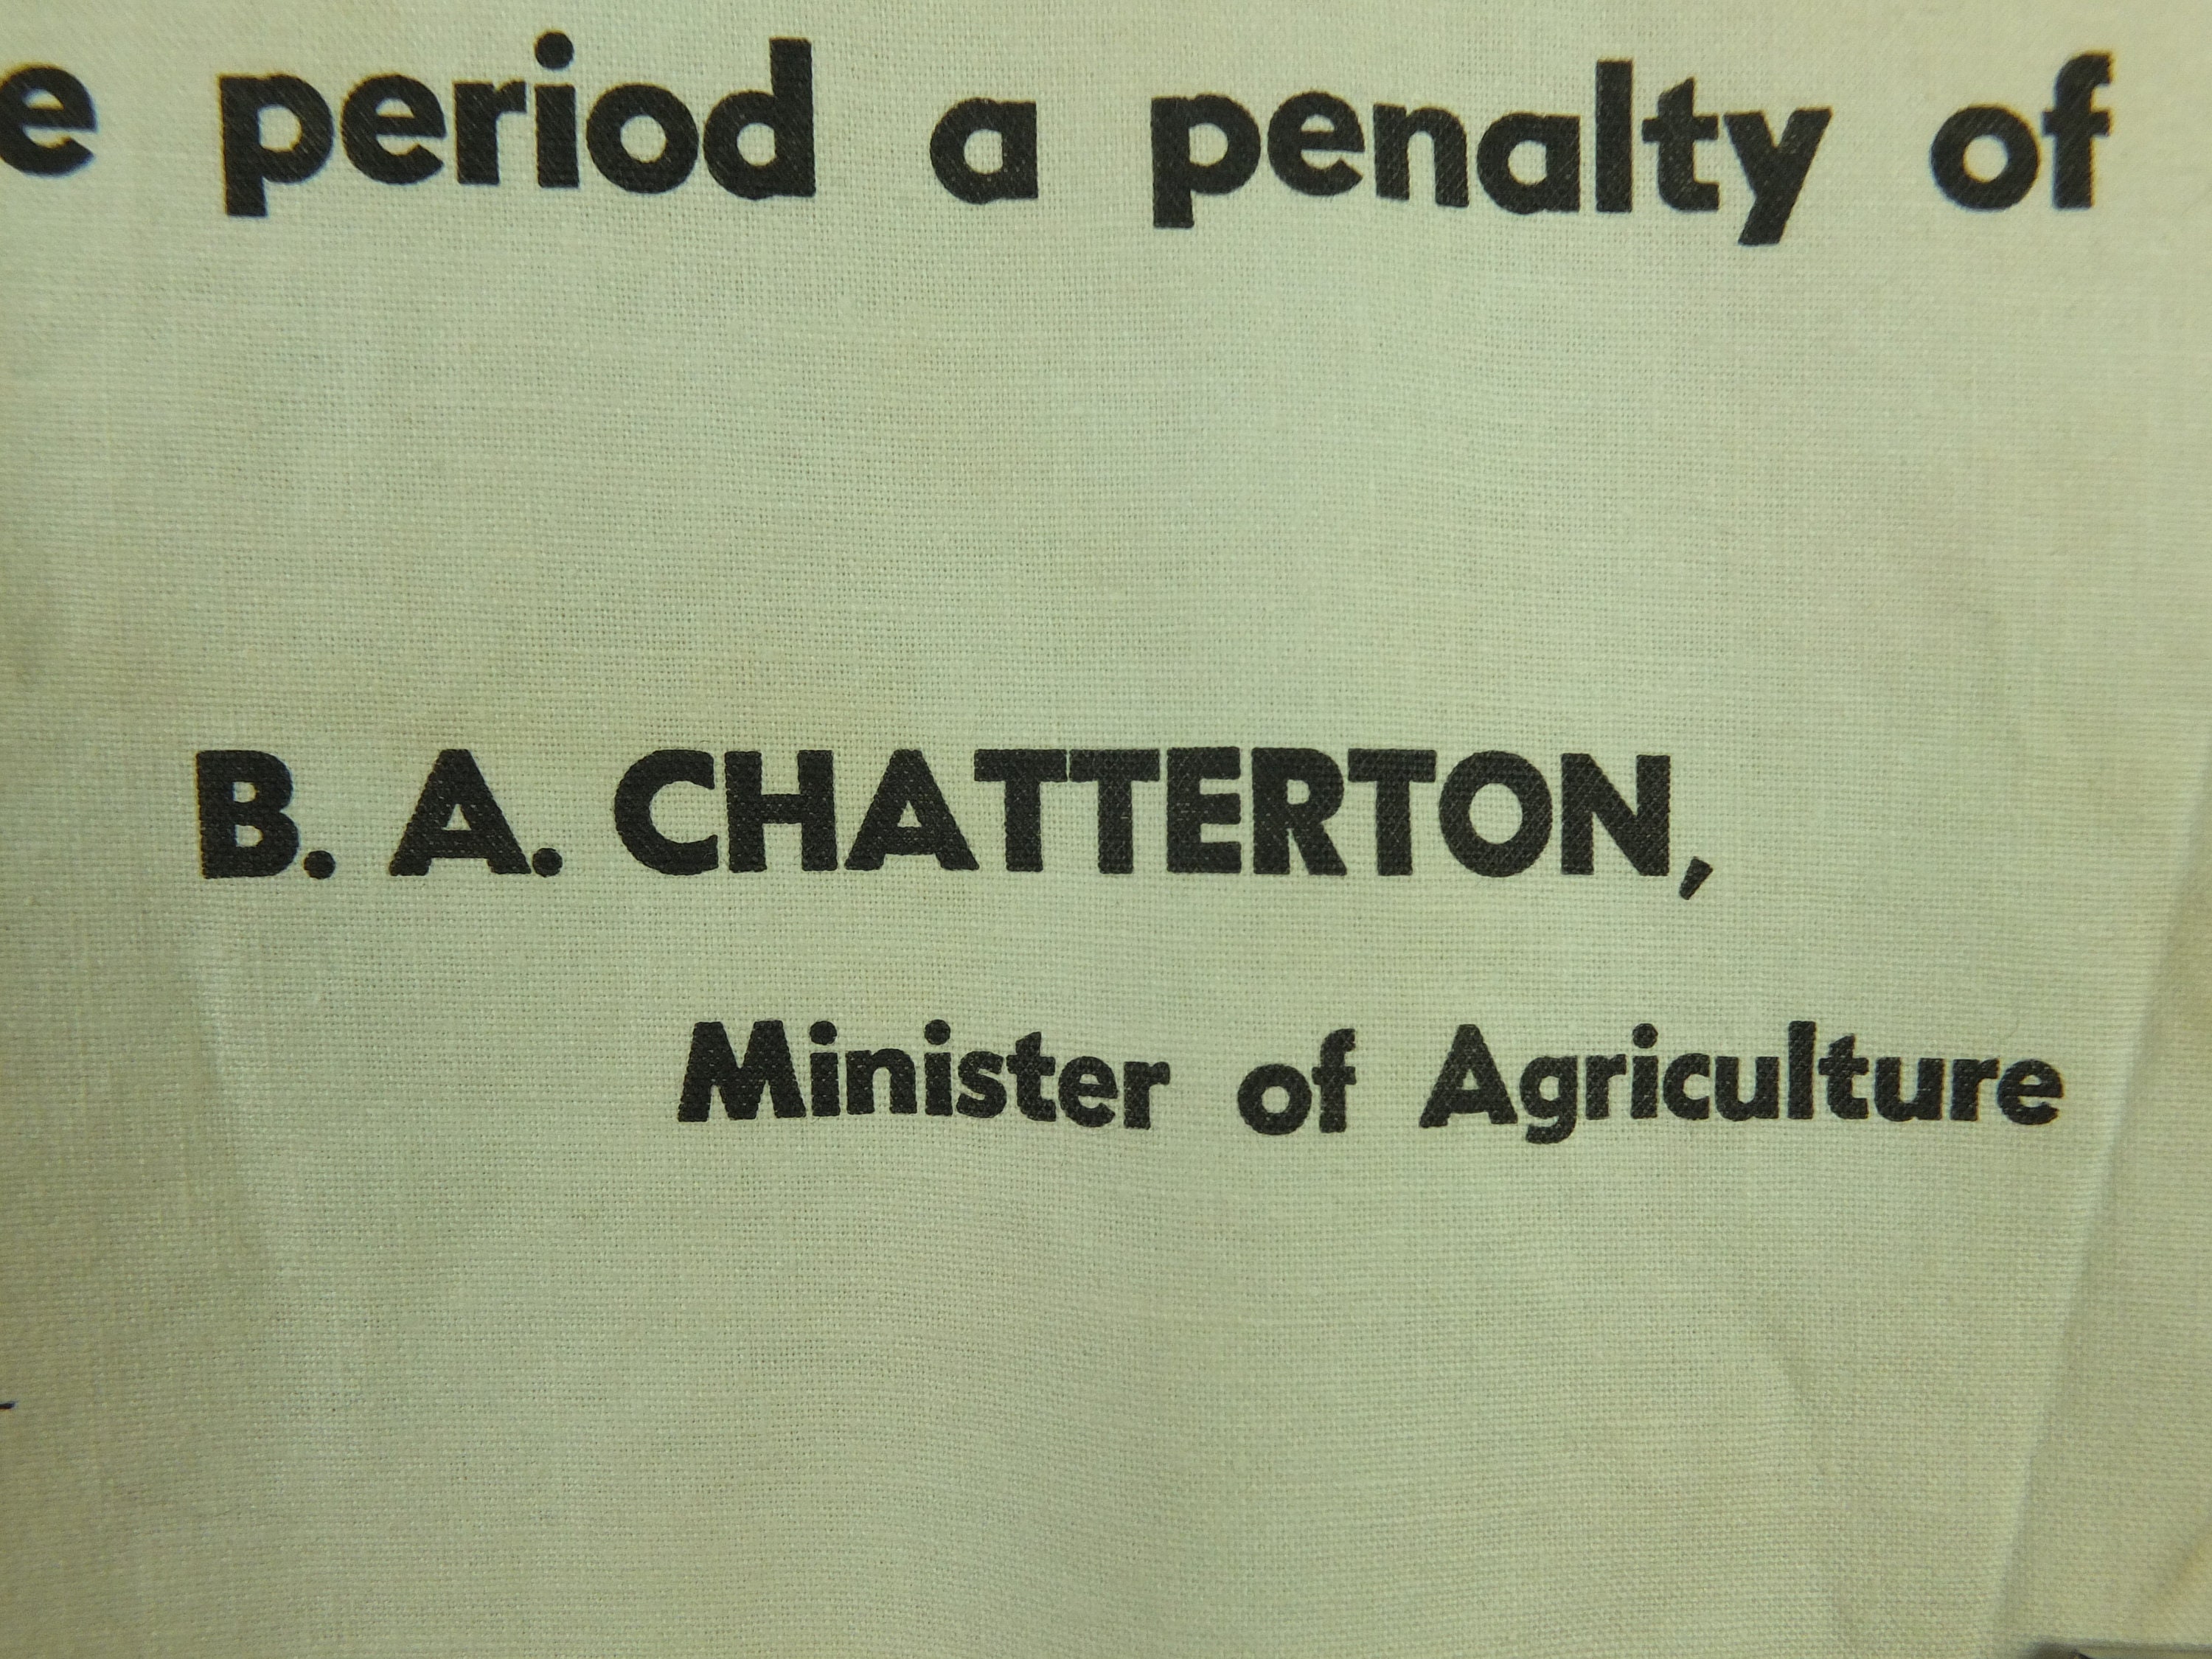 e period a penalty of
B. A. CHATTERTON,
Minister of Agriculture